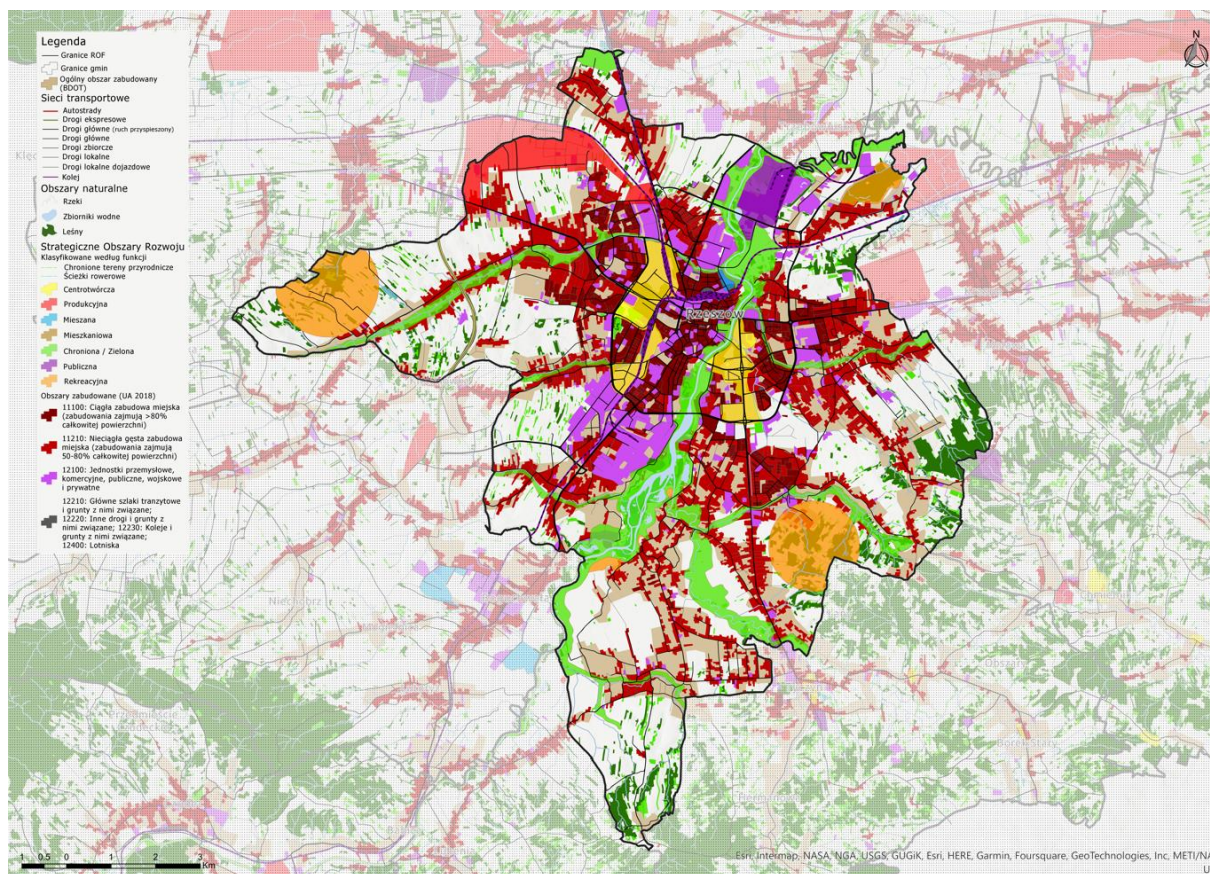 Legenda
Granice ROF
Granice gmin
Ogólny obszar zabudowany
(BDOT)
Sieci transportowe
Autostrady
Drogi ekspresowe
Drogi główne (ruch przyspieszony)
Drogi główne
Drogi zbiorcze
Drogi lokalne
Drogi lokalne dojazdowe
Kolej
Obszary naturalne
Rzeki
Zbiorniki wodne
Leśny
Strategiczne Obszary Rozwoju
Klasyfikowane według funkcji
Chronione tereny przyrodnicze
Ścieżki rowerowe
Centrotwórcza
Produkcyjna
Mieszana
Mieszkaniowa
Chroniona / Zielona
Publiczna
Rekreacyjna
Obszary zabudowane (UA 2018)
11100: Ciągła zabudowa miejska
(zabudowania zajmują >80%
całkowitej powierzchni)
11210: Nieciągła gęsta zabudowa
miejska (zabudowania zajmują
50-80% całkowitej powierzchni)
12100: Jednostki przemysłowe,
komercyjne, publiczne, wojskowe
i prywatne
12210: Główne szlaki tranzytowe
i grunty z nimi związane;
12220: Inne drogi i grunty z
nimi związane; 12230: Koleje i
grunty z nimi związane;
12400: Lotniska
N
Rzeszów
1 0.5 0 1 2 3
Km
Esri, Intermap, NASA, NGA, USGS, GUGiK, Esri, HERE, Garmin, Foursquare, GeoTechnologies, Inc, METI/NA
U